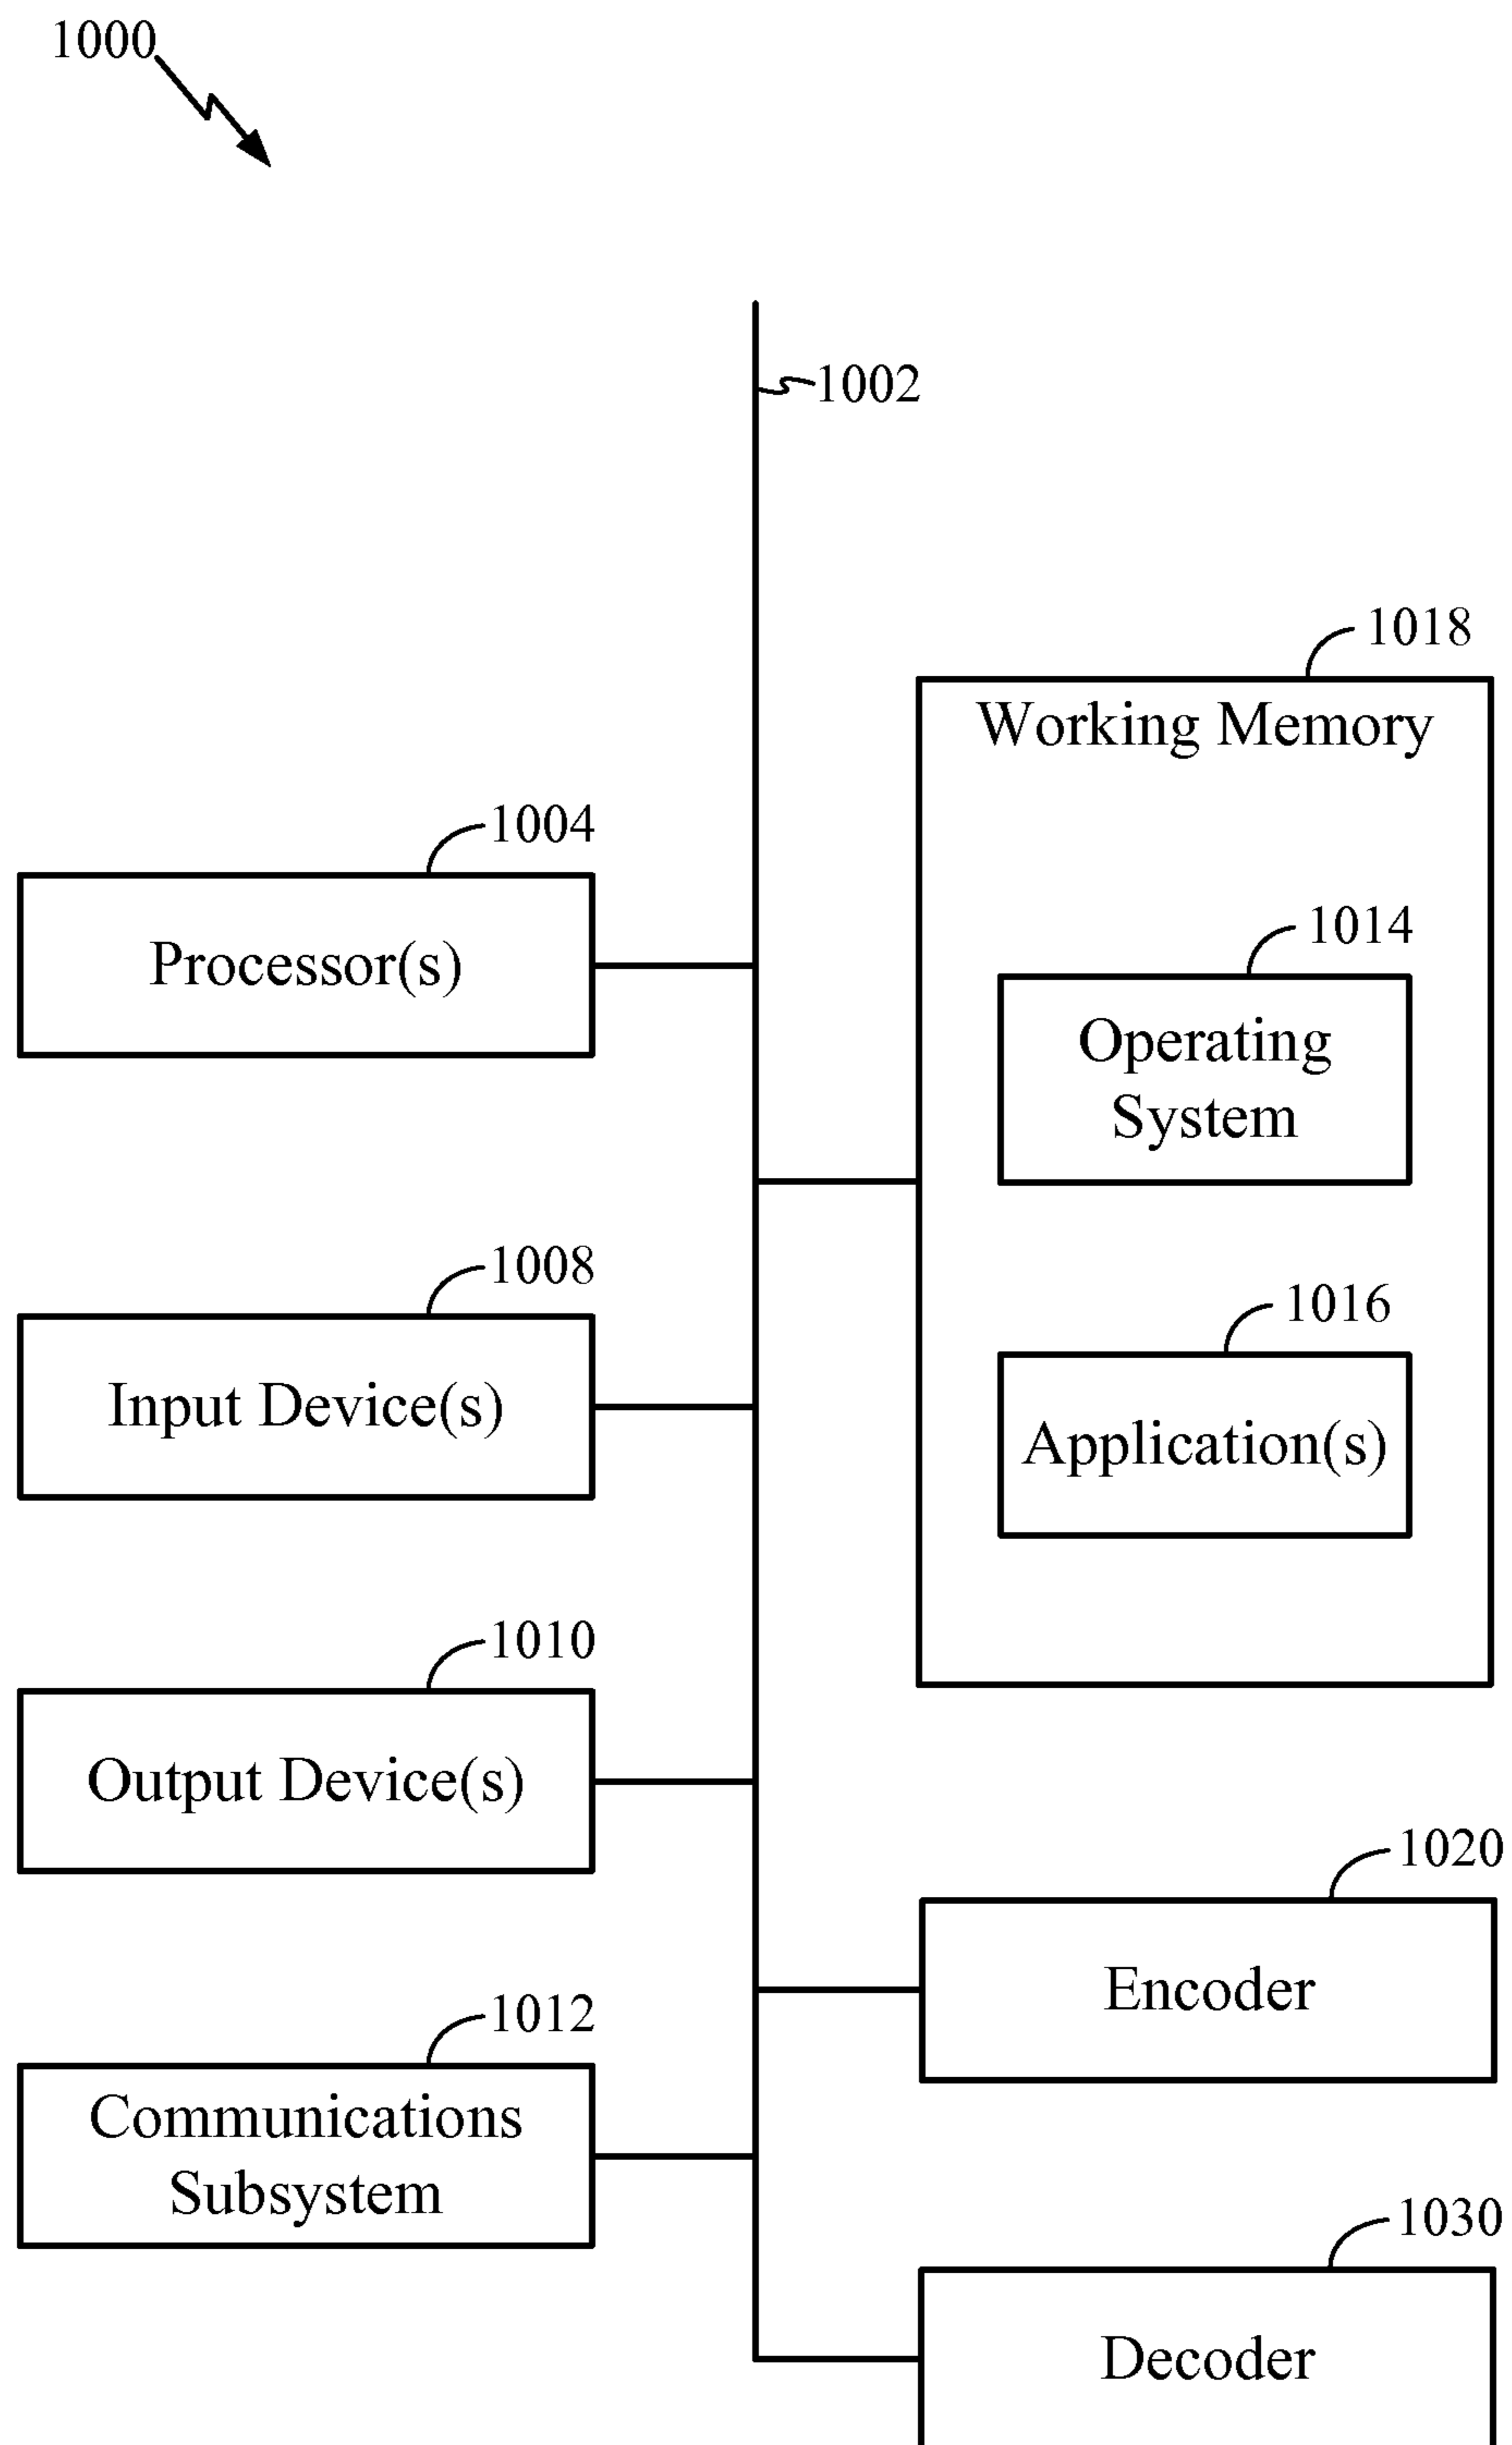 1000
1002
1018
Working Memory
1004
Processor(s)
1014
Operating
System
1008
Input Device(s)
1016
Application(s)
1010
Output Device(s)
1020
Encoder
1012
Communications
Subsystem
1030
Decoder